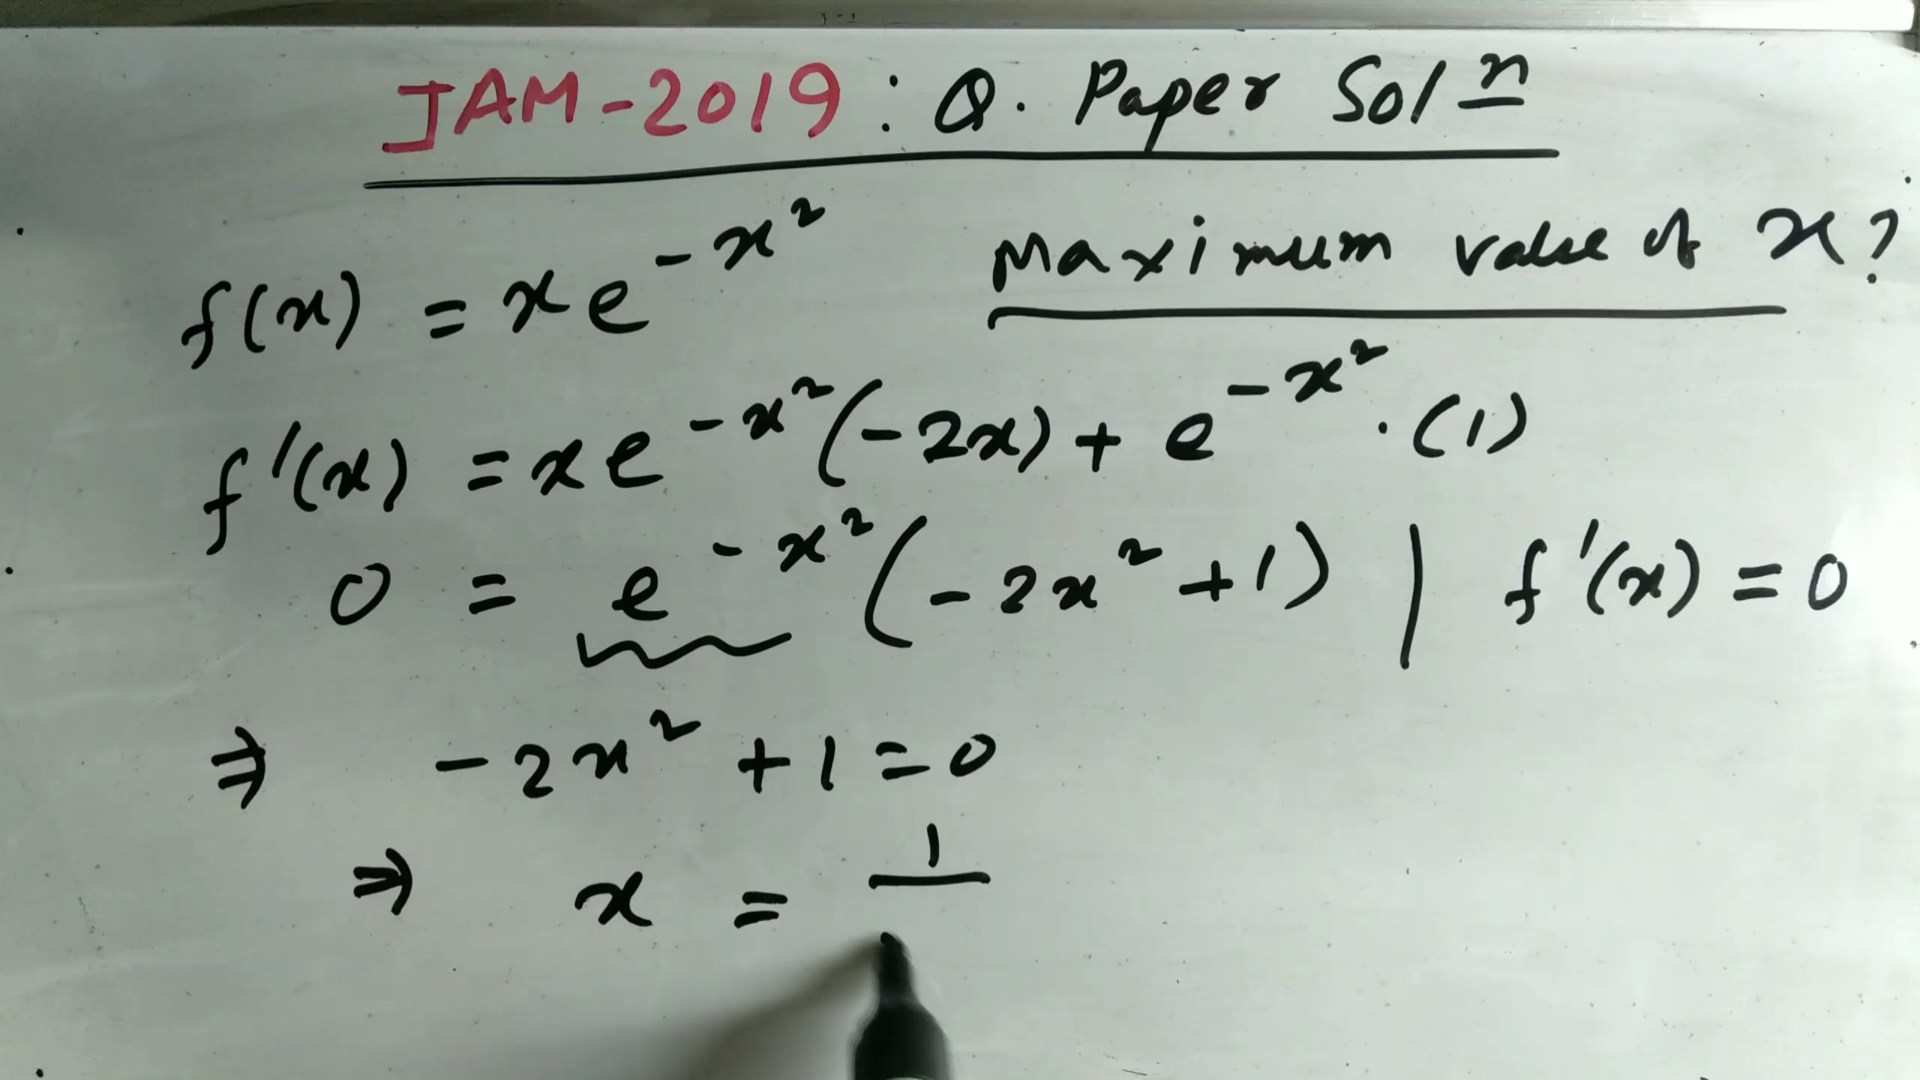 JAM-2019: Q. Paper Solⁿ
f(x) = xe^{-x²} Maximum value of x?
f'(x) = xe^{-x²}(-2x) + e^{-x²}·(1)
0 = e^{-x²}(-2x²+1) | f'(x) = 0
⇒ -2x² + 1 = 0
⇒ x = 1/